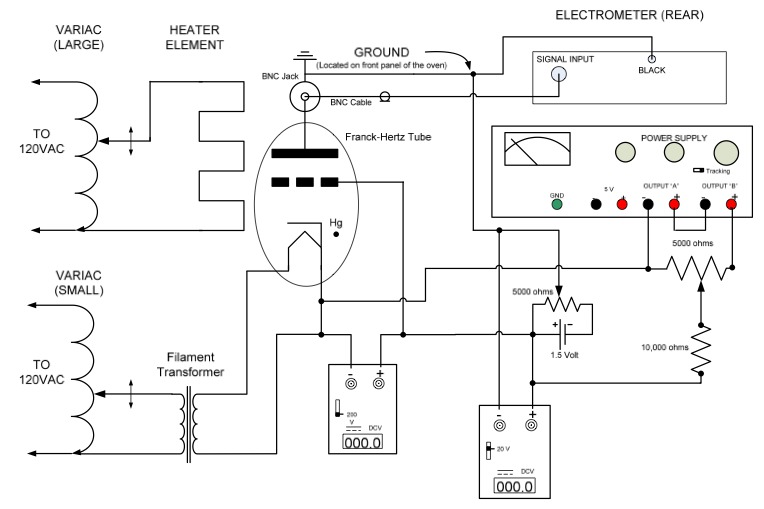 ELECTROMETER (REAR)
VARIAC
(LARGE)
HEATER
ELEMENT
GROUND
(Located on front panel of the oven)
SIGNAL INPUT
BLACK
BNC Jack
BNC Cable
TO
120VAC
Franck-Hertz Tube
POWER SUPPLY
Tracking
GND
5 V
OUTPUT 'A'
OUTPUT 'B'
- + - + - +
Hg
5000 ohms
VARIAC
(SMALL)
5000 ohms
+ -
1.5 Volt
10,000 ohms
TO
120VAC
Filament
Transformer
- +
200
V
DCV
000.0
- +
20 V
DCV
000.0